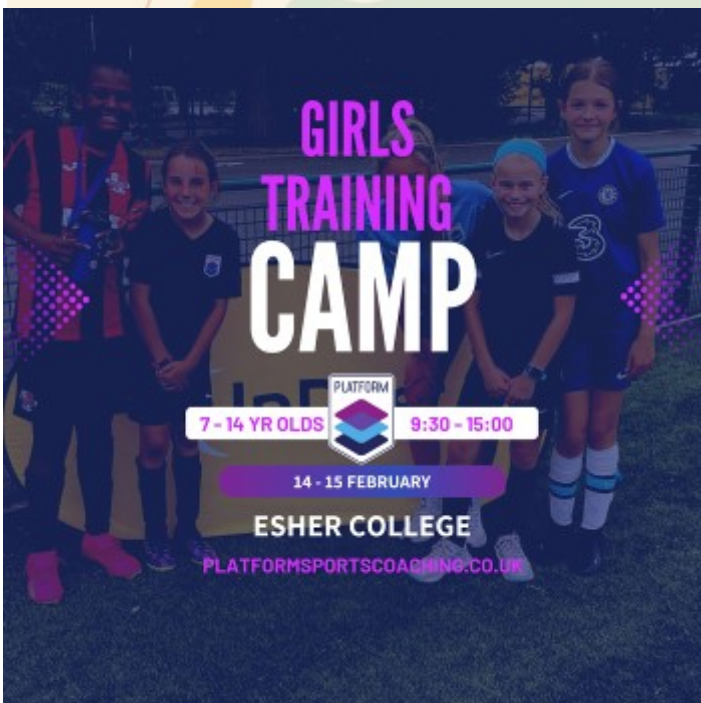 GIRLS
TRAINING
CAMP
PLATFORM
7 - 14 YR OLDS
9:30 - 15:00
14 - 15 FEBRUARY
ESHER COLLEGE
PLATFORMSPORTSCOACHING.CO.UK
3